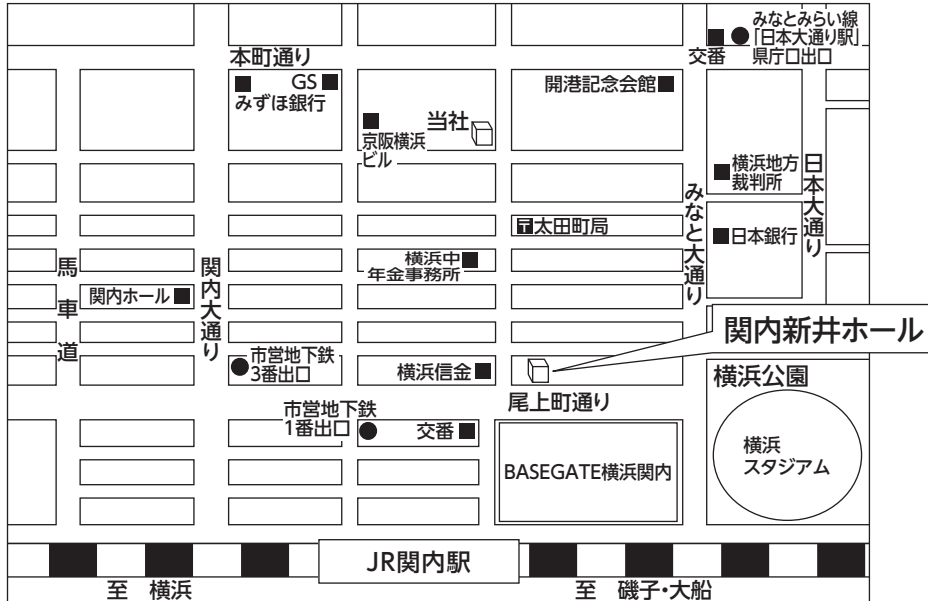 みなとみらい線
「日本大通り駅」
県庁口出口
交番
本町通り
GS
みずほ銀行
開港記念会館
当社
京阪横浜
ビル
横浜地方
裁判所
日本大通り
みなと大通り
〒太田町局
日本銀行
横浜中
年金事務所
馬車道
関内ホール
関内大通り
関内新井ホール
市営地下鉄
3番出口
横浜信金
横浜公園
尾上町通り
市営地下鉄
1番出口
交番
BASEGATE横浜関内
横浜
スタジアム
JR関内駅
至 横浜
至 磯子・大船